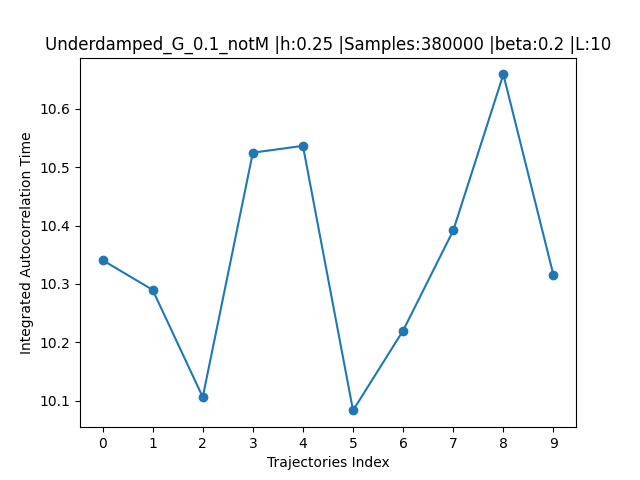 Underdamped_G_0.1_notM |h:0.25 |Samples:380000 |beta:0.2 |L:10
Integrated Autocorrelation Time
10.6
10.5
10.4
10.3
10.2
10.1
0 1 2 3 4 5 6 7 8 9
Trajectories Index